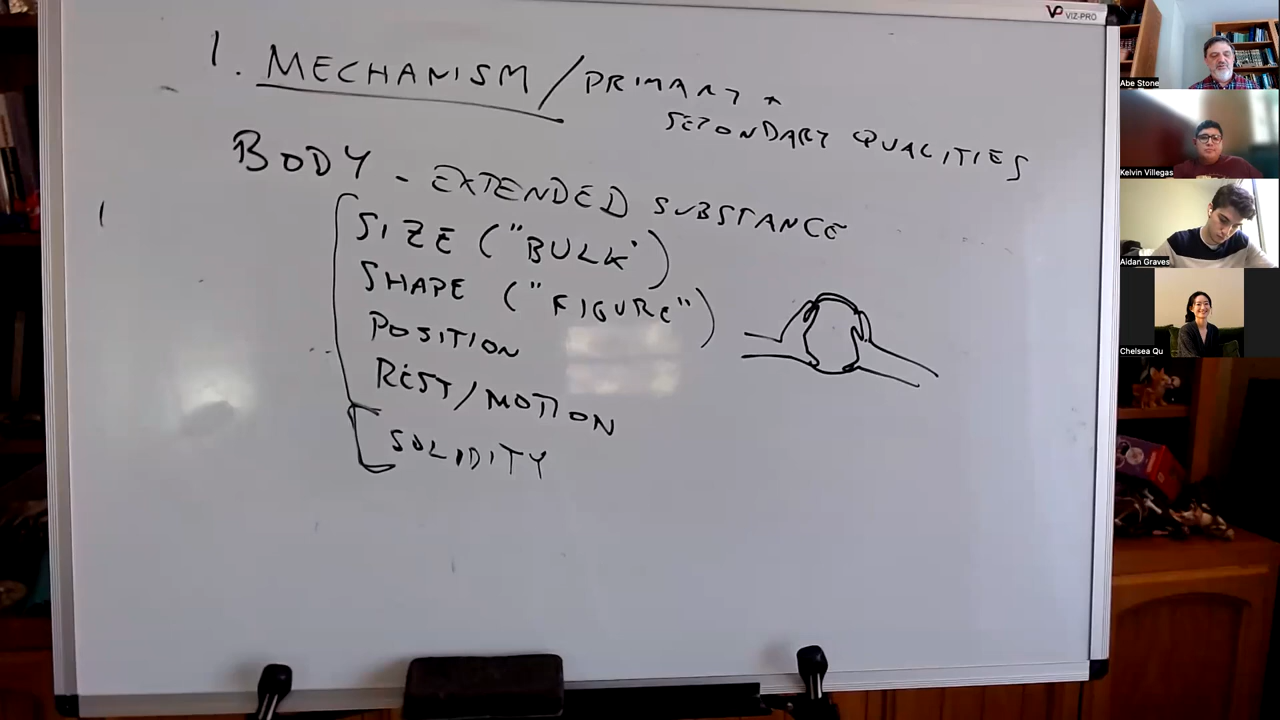 VIZ-PRO
1. MECHANISM / PRIMARY +
SECONDARY QUALITIES
BODY - EXTENDED SUBSTANCE
SIZE ("BULK")
SHAPE ("FIGURE")
POSITION
REST/MOTION
SOLIDITY
Abe Stone
Kelvin Villegas
Aidan Graves
Chelsea Qu